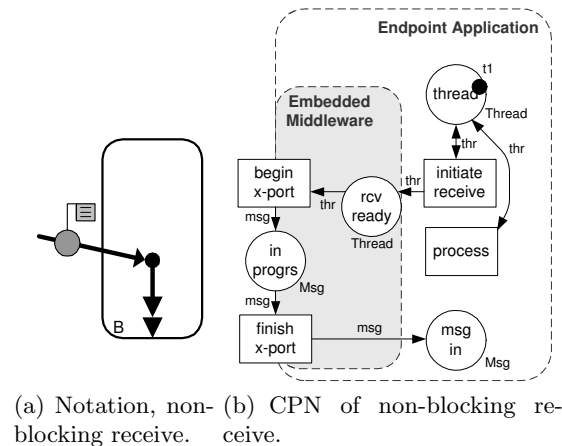 Endpoint Application
t1
thread
Thread
Embedded
Middleware
thr
thr
begin
x-port
thr
rcv
ready
thr
initiate
receive
msg
Thread
process
in
progrs
Msg
msg
B
finish
x-port
msg
msg
in
Msg
(a) Notation, non-
blocking receive.
(b) CPN of non-blocking re-
ceive.